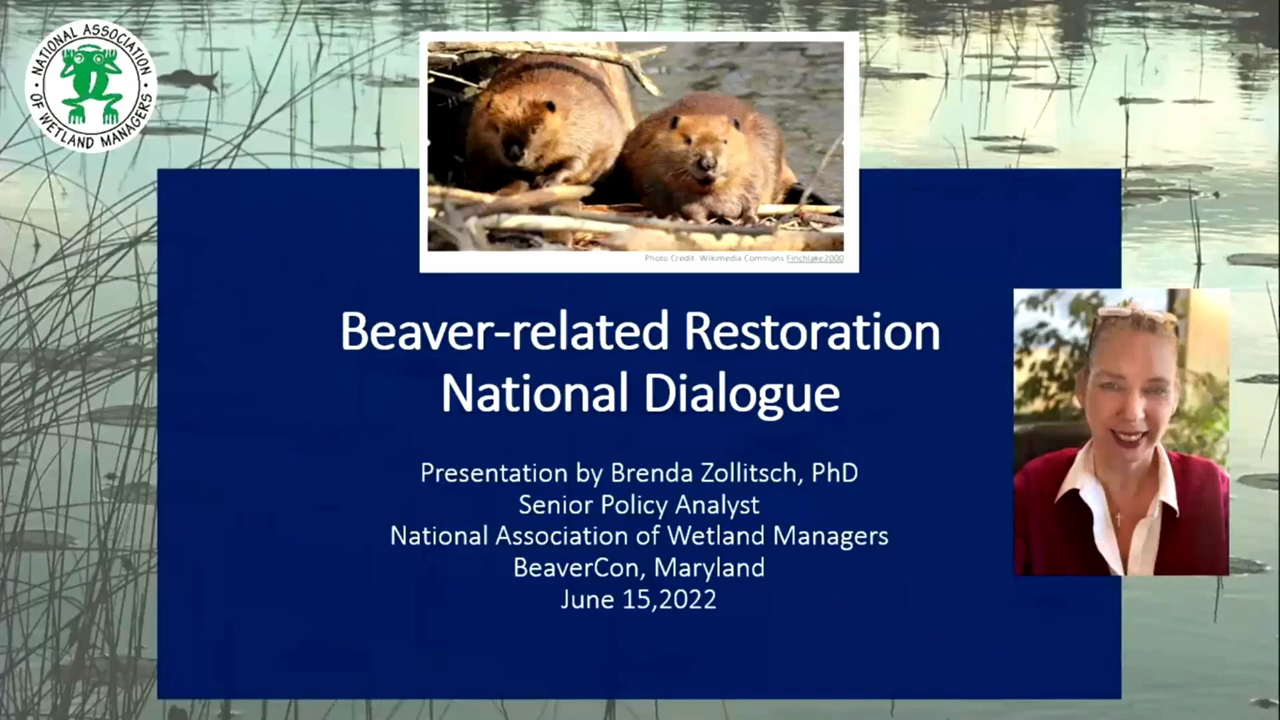 NATIONAL ASSOCIATION
OF WETLAND MANAGERS
Photo Credit: Wikimedia Commons Finchlake2000
Beaver-related Restoration
National Dialogue
Presentation by Brenda Zollitsch, PhD
Senior Policy Analyst
National Association of Wetland Managers
BeaverCon, Maryland
June 15,2022